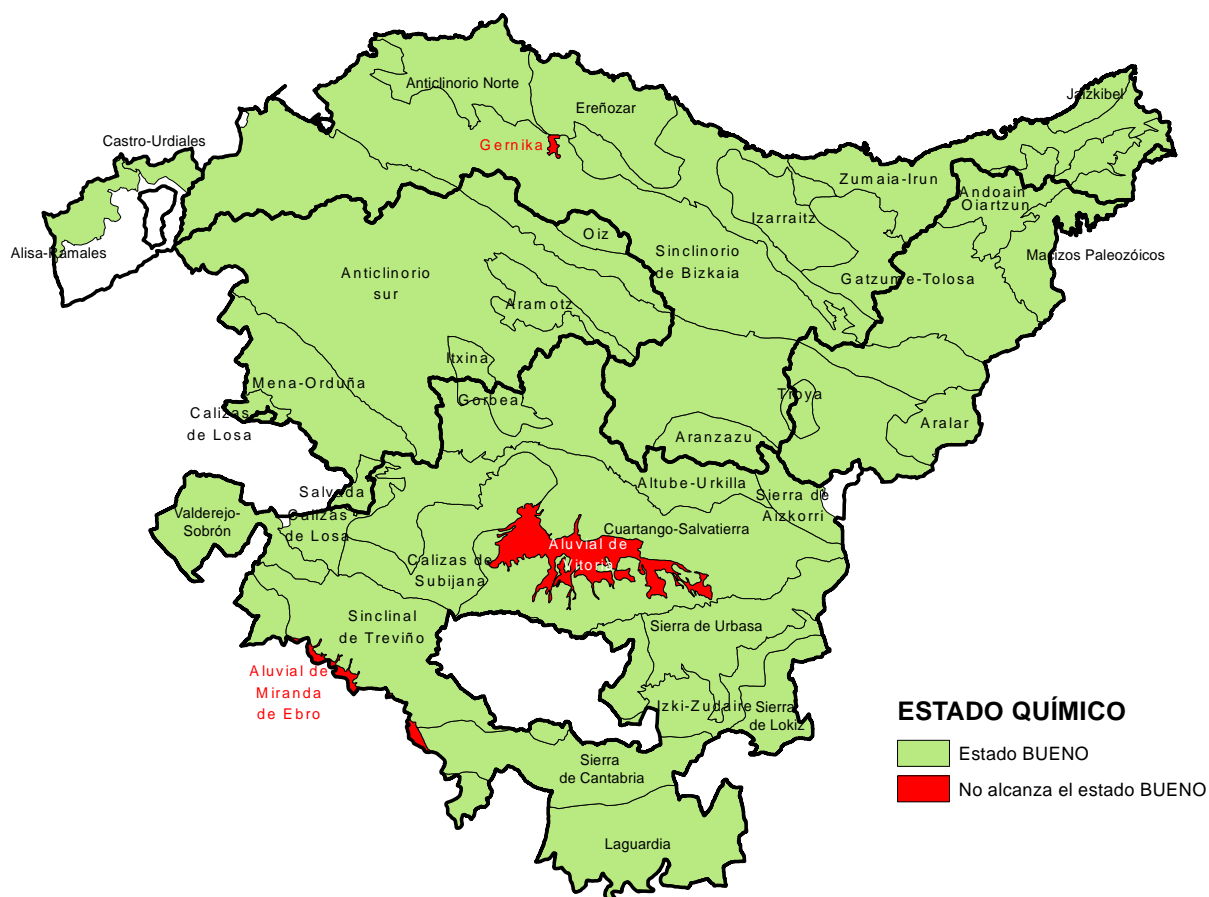 Anticlinorio Norte
Ereñozar
Jaizkibel
Castro-Urdiales
Gernika
Zumaia-Irun
Andoain
Oiartzun
Izarraitz
Oiz
Alisa-Ramales
Sinclinorio
de Bizkaia
Macizos Paleozóicos
Anticlinorio
sur
Gatzume-Tolosa
Aramotz
Itxina
Mena-Orduña
Gorbea
Troya
Calizas
de Losa
Aralar
Aranzazu
Altube-Urkilla
Salvada
Sierra de
Aizkorri
Valderejo-
Sobrón
Calizas
de Losa
Cuartango-Salvatierra
Aluvial de
Vitoria
Calizas de
Subijana
Sinclinal
de Treviño
Sierra de Urbasa
Aluvial de
Miranda
de Ebro
Izki-Zudaire
Sierra
de Lokiz
ESTADO QUÍMICO
Estado BUENO
No alcanza el estado BUENO
Sierra
de Cantabria
Laguardia